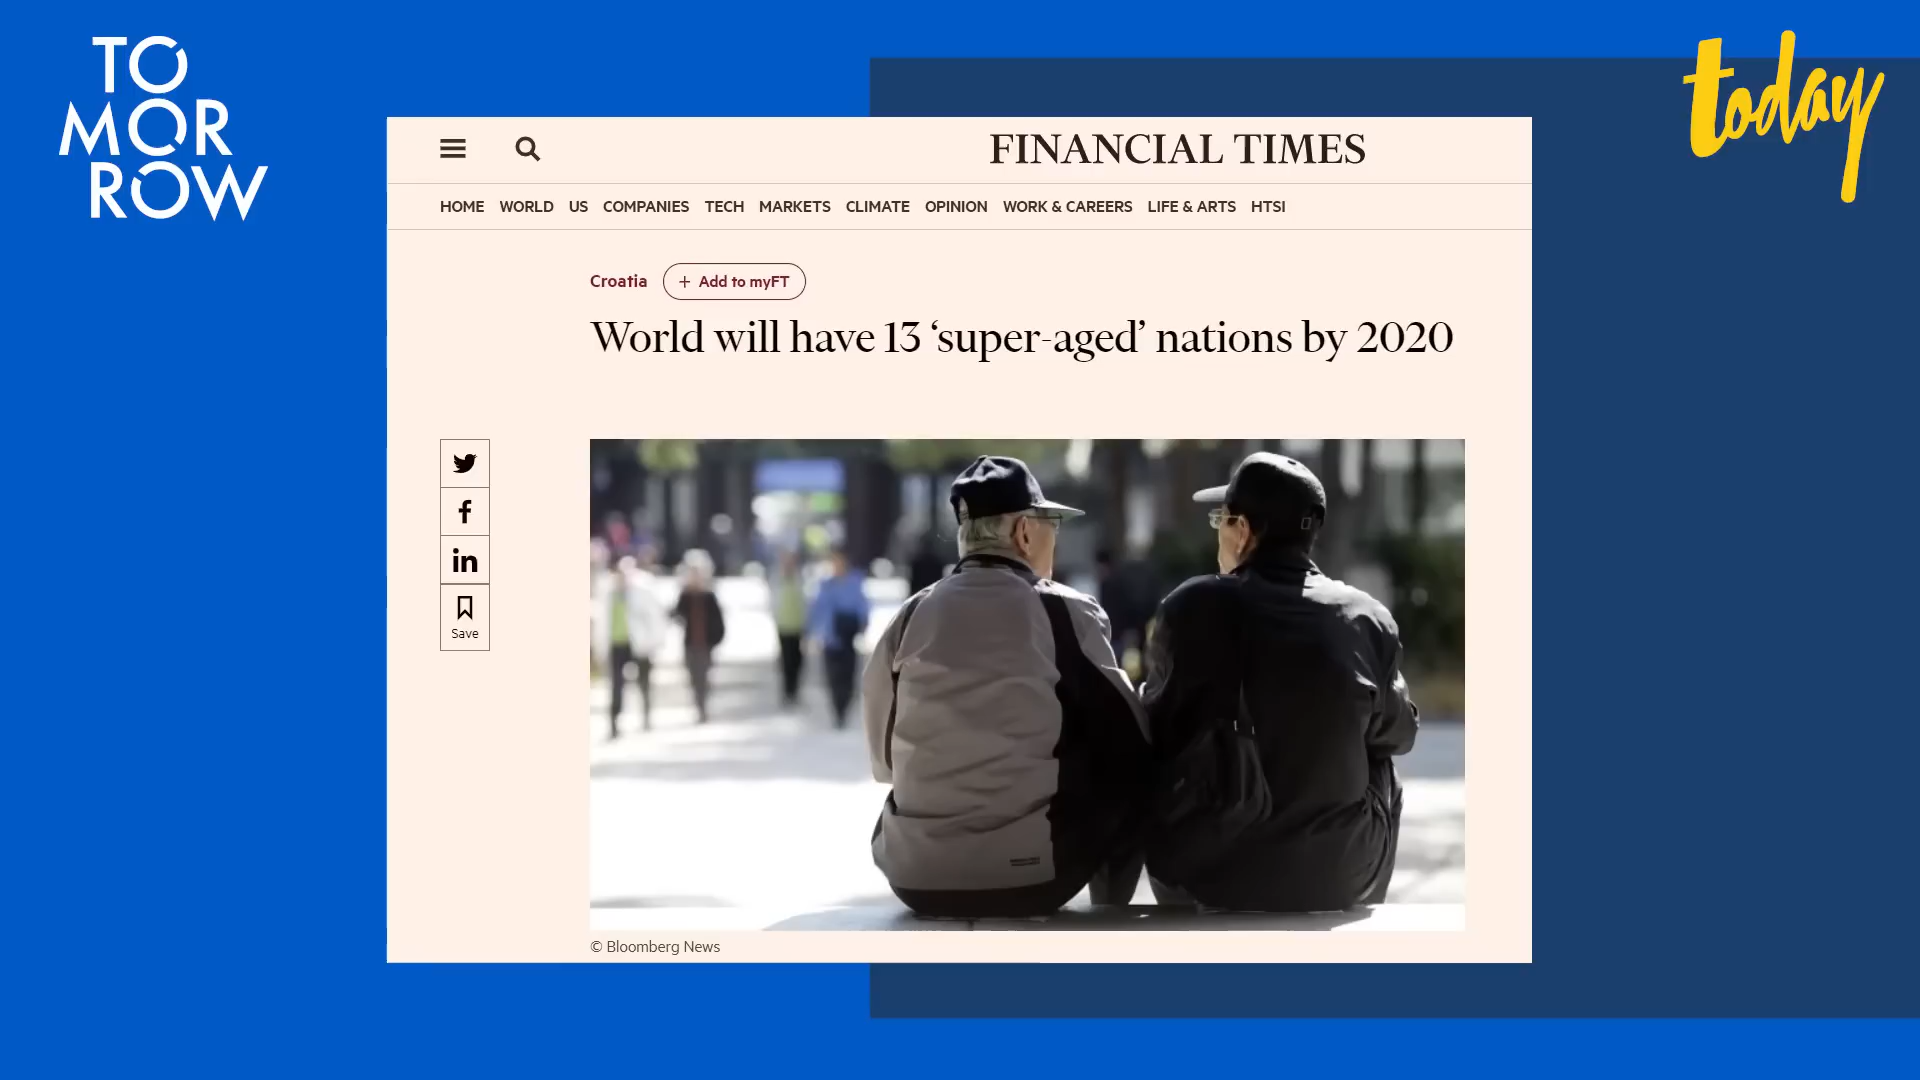 TO
MOR
ROW
today
FINANCIAL TIMES
HOME WORLD US COMPANIES TECH MARKETS CLIMATE OPINION WORK & CAREERS LIFE & ARTS HTSI
Croatia + Add to myFT
World will have 13 ‘super-aged’ nations by 2020
Save
© Bloomberg News